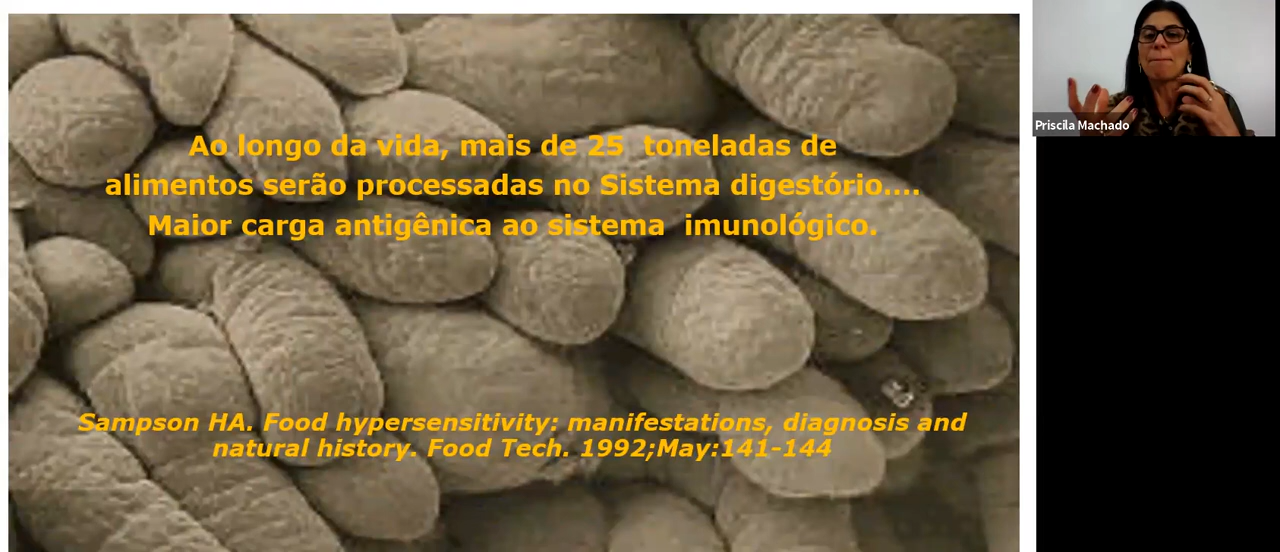 Ao longo da vida, mais de 25 toneladas de
alimentos serão processadas no Sistema digestório....
Maior carga antigênica ao sistema imunológico.
Sampson HA. Food hypersensitivity: manifestations, diagnosis and
natural history. Food Tech. 1992;May:141-144
Priscila Machado